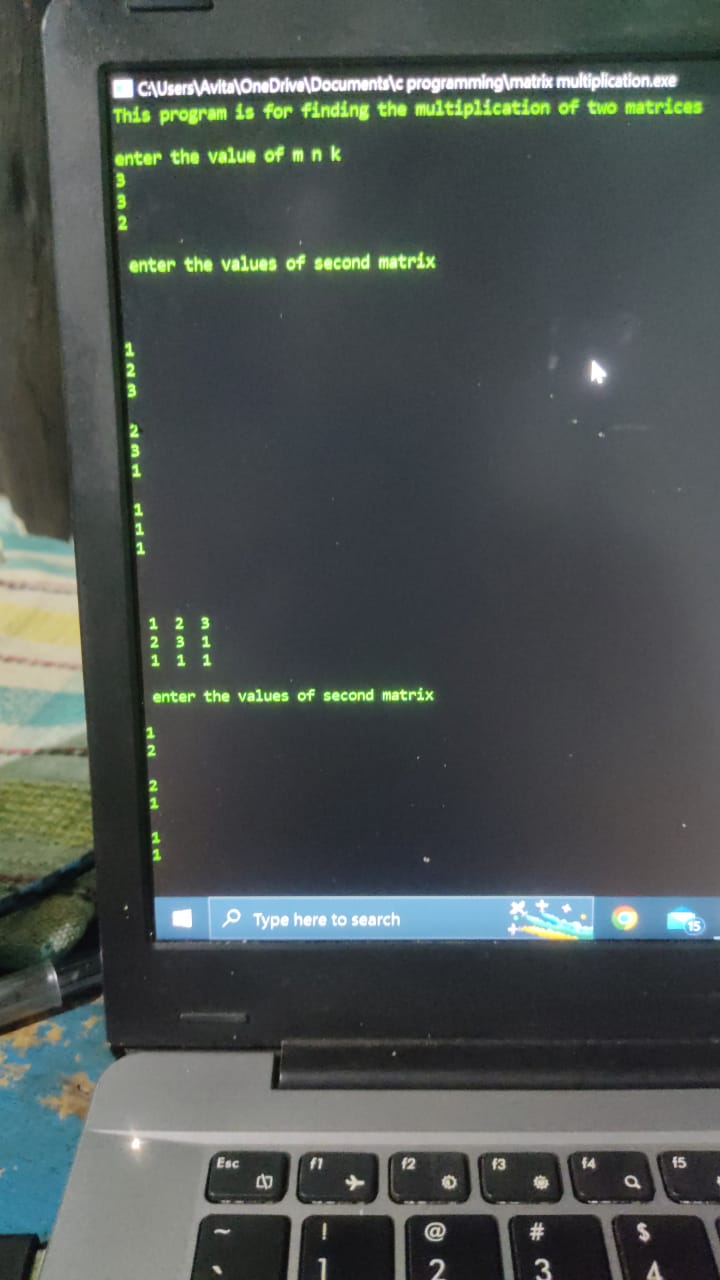 C:\Users\Avita\OneDrive\Documents\c programming\matrix multiplication.exe
This program is for finding the multiplication of two matrices
enter the value of m n k
3
3
2
enter the values of second matrix
1
2
3
2
3
1
1
1
1
1 2 3
2 3 1
1 1 1
enter the values of second matrix
1
2
2
1
1
1
Type here to search
15
Esc f1 f2 f3 f4 f5
~ ! @ # $
1 2 3 4